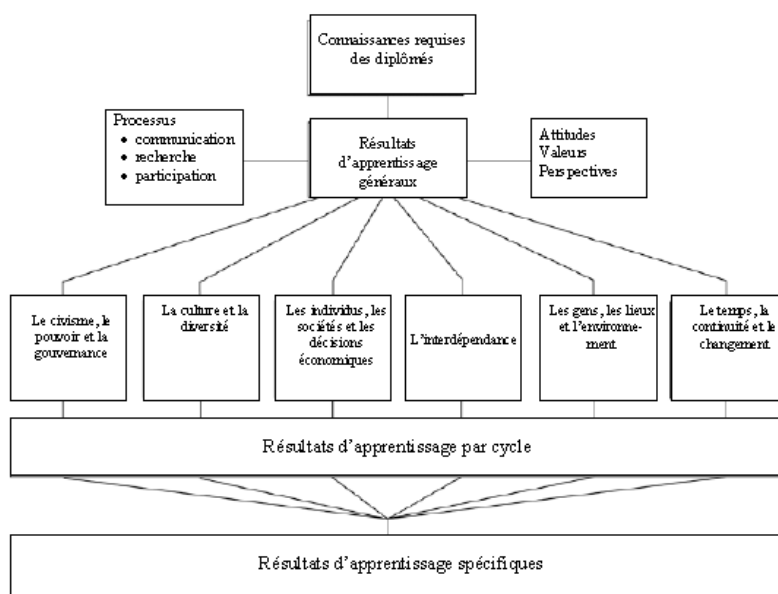 Connaissances requises
des diplômés
Processus
• communication
• recherche
• participation
Résultats
d'apprentissage
généraux
Attitudes
Valeurs
Perspectives
Le civisme, le
pouvoir et la
gouvernance
La culture et la
diversité
Les individus, les
sociétés et les
décisions
économiques
L'interdépendance
Les gens, les lieux
et l'environne-
ment
Le temps, la
continuité et le
changement
Résultats d'apprentissage par cycle
Résultats d'apprentissage spécifiques